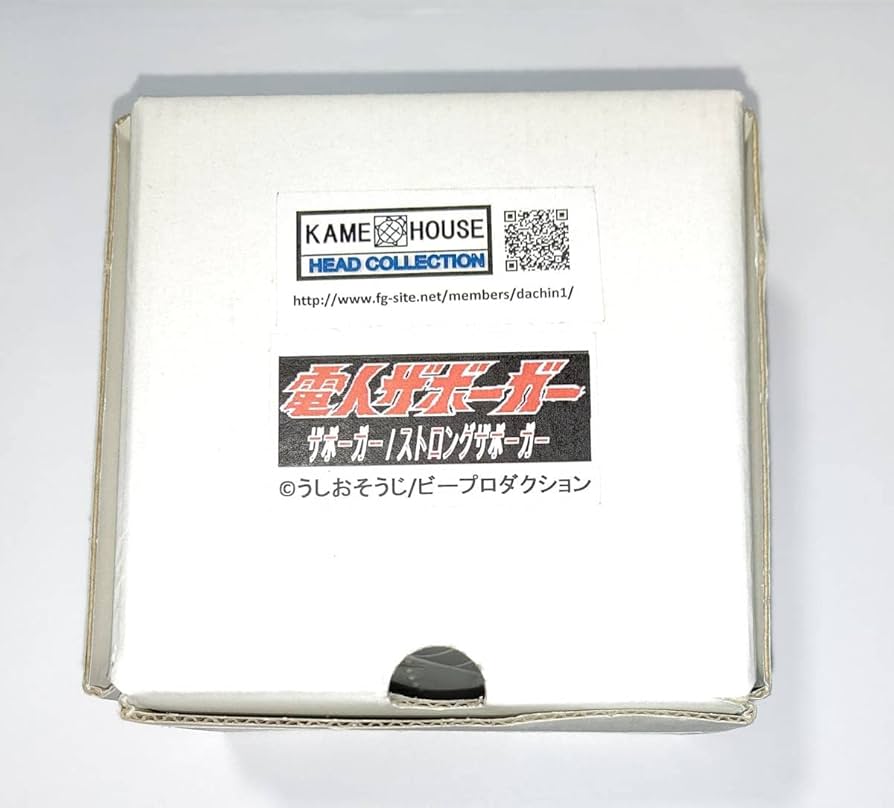 KAME HOUSE
HEAD COLLECTION
http://www.fg-site.net/members/dachin1/
電人ザボーガー
ザボーガー/ストロングザボーガー
©うしおそうじ/ビープロダクション